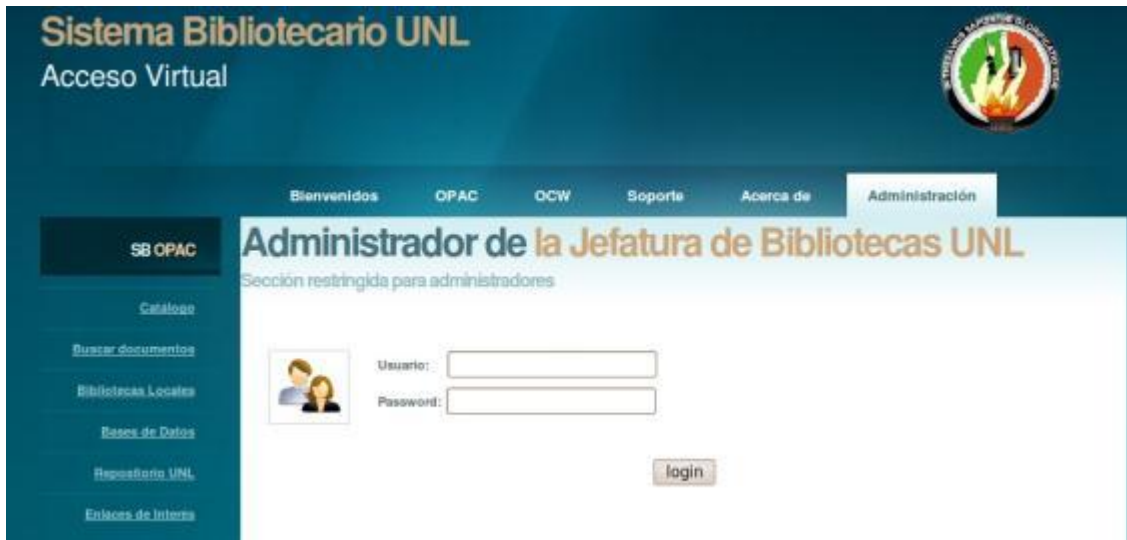 Sistema Bibliotecario UNL
Acceso Virtual
Bienvenidos OPAC OCW Soporte Acerca de Administración
SB OPAC
Catálogo
Buscar documentos
Bibliotecas Locales
Bases de Datos
Repositorio UNL
Enlaces de Interes
Administrador de la Jefatura de Bibliotecas UNL
Sección restringida para administradores
Usuario:
Password:
login